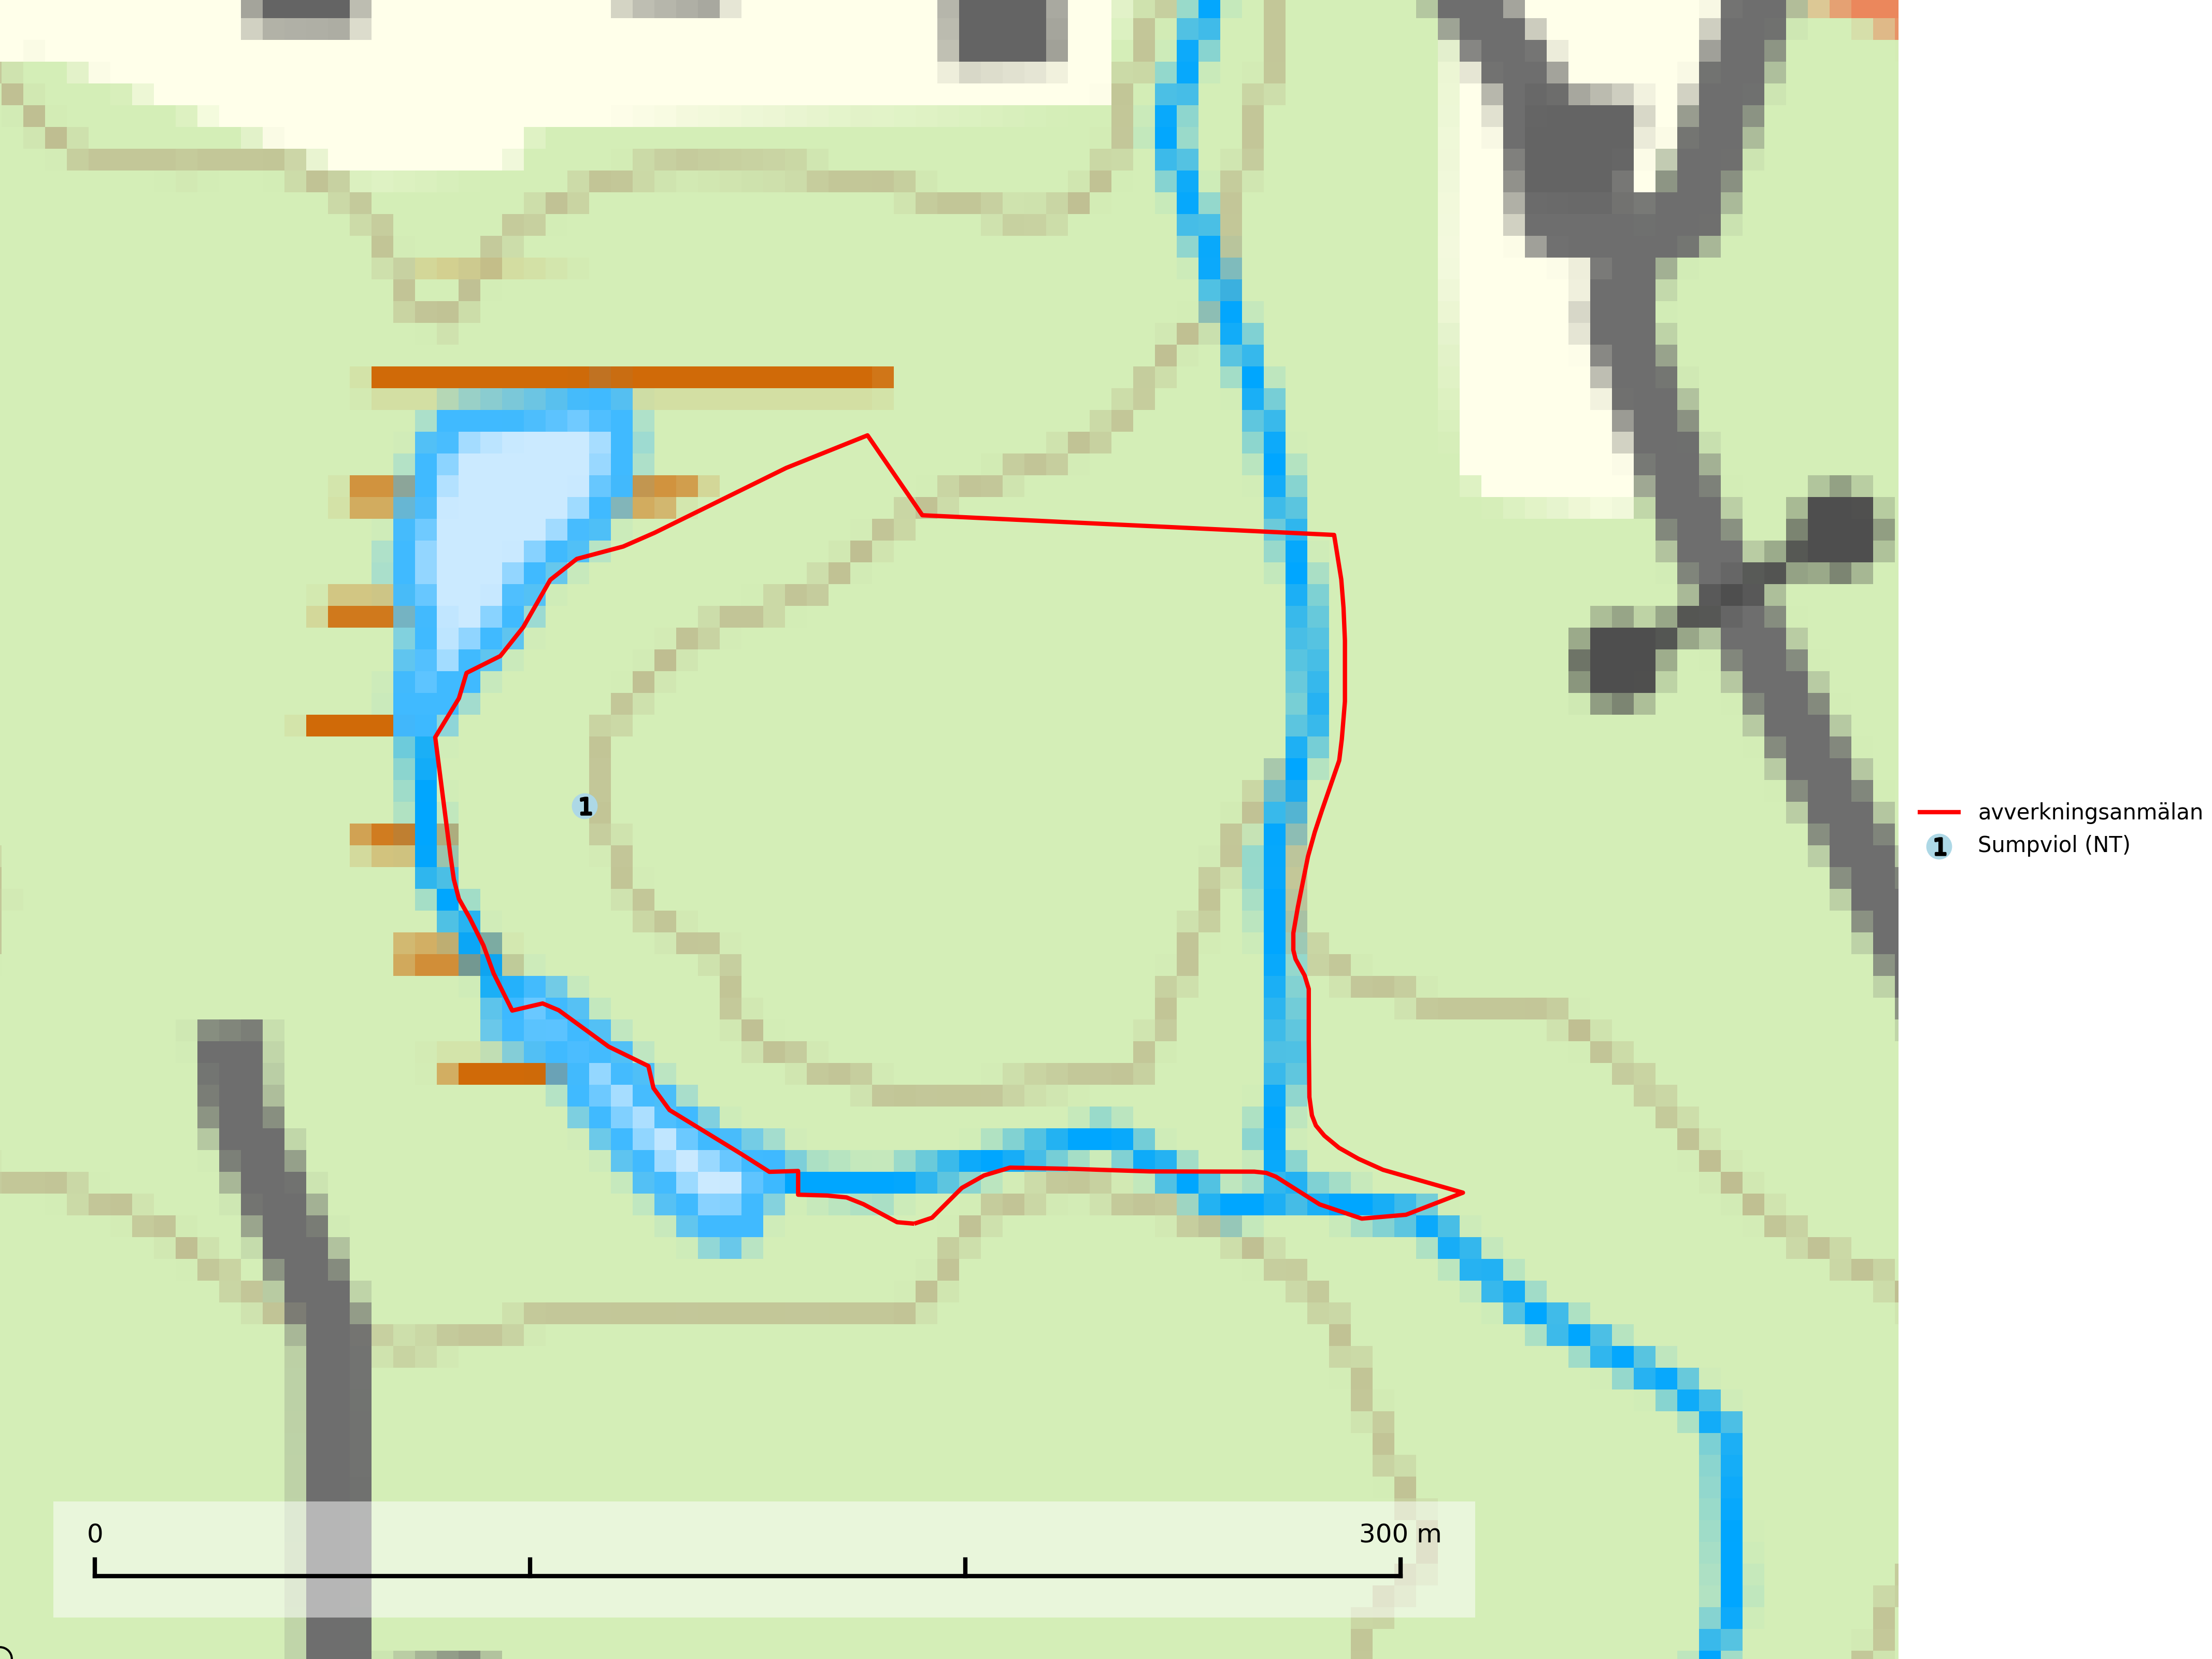 1
avverkningsanmälan
1 Sumpviol (NT)
0 300 m